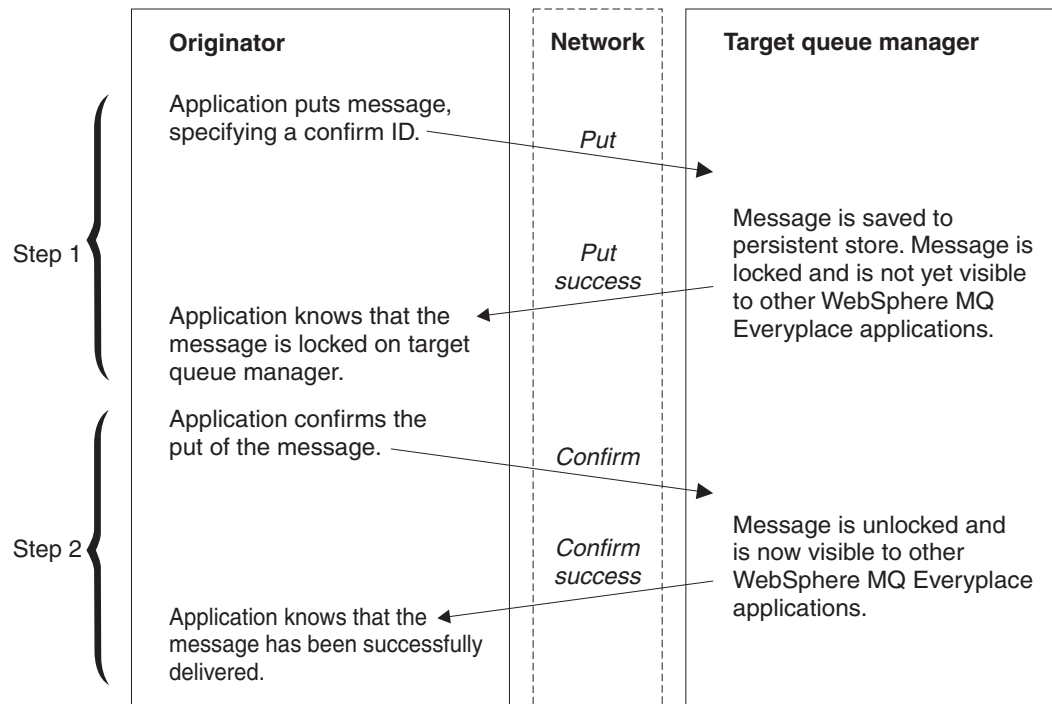 Originator
Network
Target queue manager
Step 1
Application puts message,
specifying a confirm ID.
Put
Message is saved to
persistent store. Message is
locked and is not yet visible
to other WebSphere MQ
Everyplace applications.
Put
success
Application knows that the
message is locked on target
queue manager.
Step 2
Application confirms the
put of the message.
Confirm
Message is unlocked and
is now visible to other
WebSphere MQ Everyplace
applications.
Confirm
success
Application knows that the
message has been successfully
delivered.